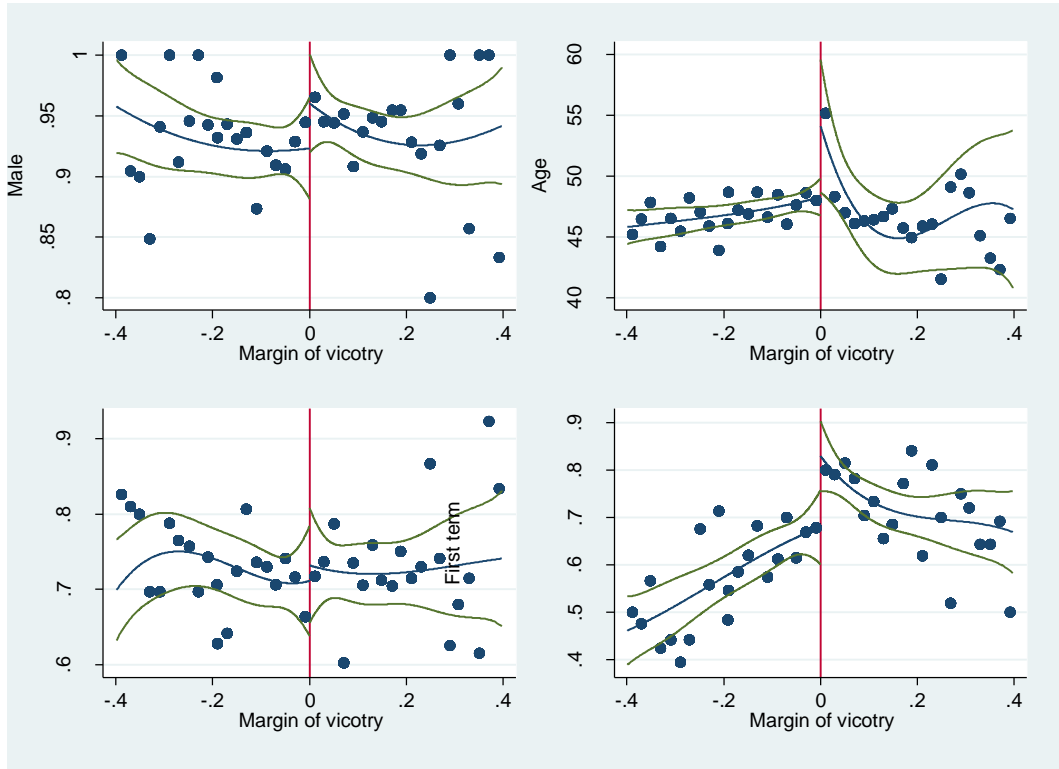 Male
1
.95
.9
.85
.8
-.4 -.2 0 .2 .4
Margin of vicotry
Age
60
55
50
45
40
-.4 -.2 0 .2 .4
Margin of vicotry
.9
.8
.7
.6
-.4 -.2 0 .2 .4
Margin of vicotry
First term
.9
.8
.7
.6
.5
.4
-.4 -.2 0 .2 .4
Margin of vicotry